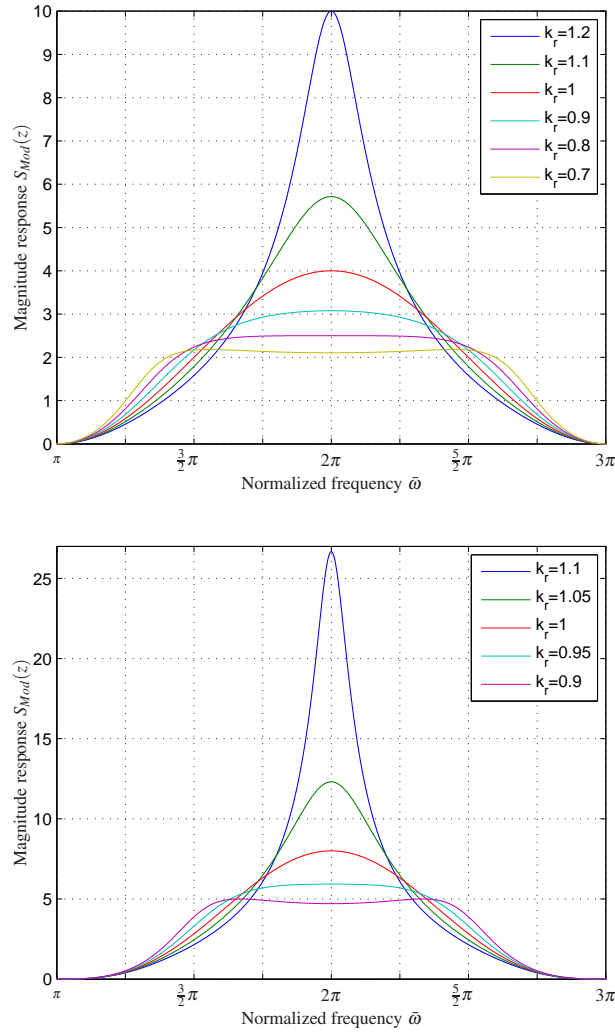 10
9
8
7
6
5
4
3
2
1
0
Magnitude response S_Mod(z)
k_r=1.2
k_r=1.1
k_r=1
k_r=0.9
k_r=0.8
k_r=0.7
π 3/2π 2π 5/2π 3π
Normalized frequency ω̄
25
20
15
10
5
0
Magnitude response S_Mod(z)
k_r=1.1
k_r=1.05
k_r=1
k_r=0.95
k_r=0.9
π 3/2π 2π 5/2π 3π
Normalized frequency ω̄